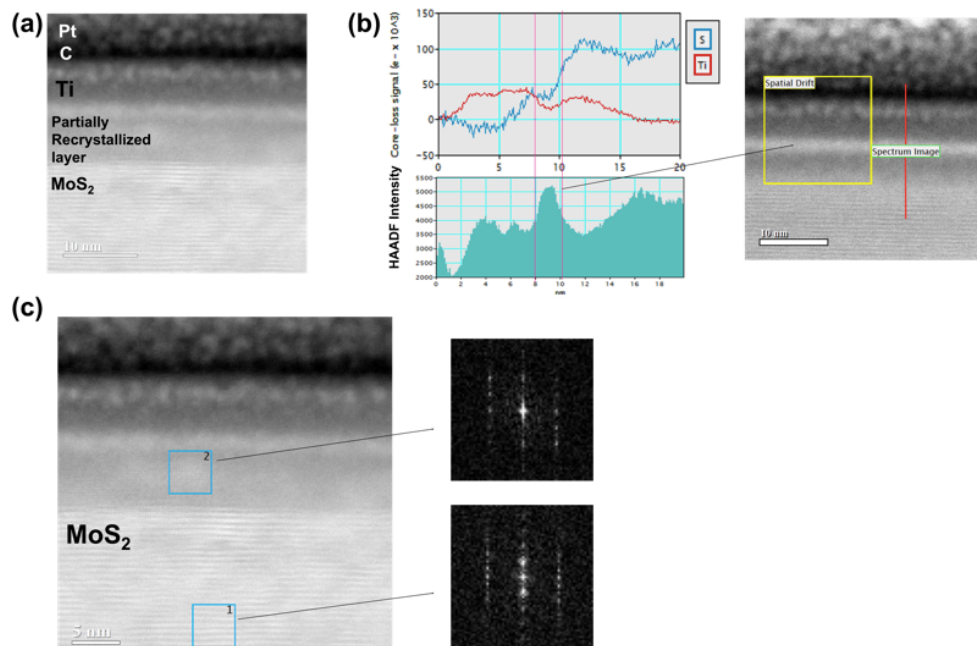 (a)
Pt
C
Ti
Partially
Recrystallized
layer
MoS2
10 nm
(b)
Core-loss signal (e- x 10^3)
150
100
50
0
-50
0 5 10 15 20
S
Ti
HAADF Intensity
5500
5000
4500
4000
3500
3000
2500
2000
0 2 4 6 8 10 12 14 16 18
nm
Spatial Drift
Spectrum Image
10 nm
(c)
2
MoS2
1
5 nm